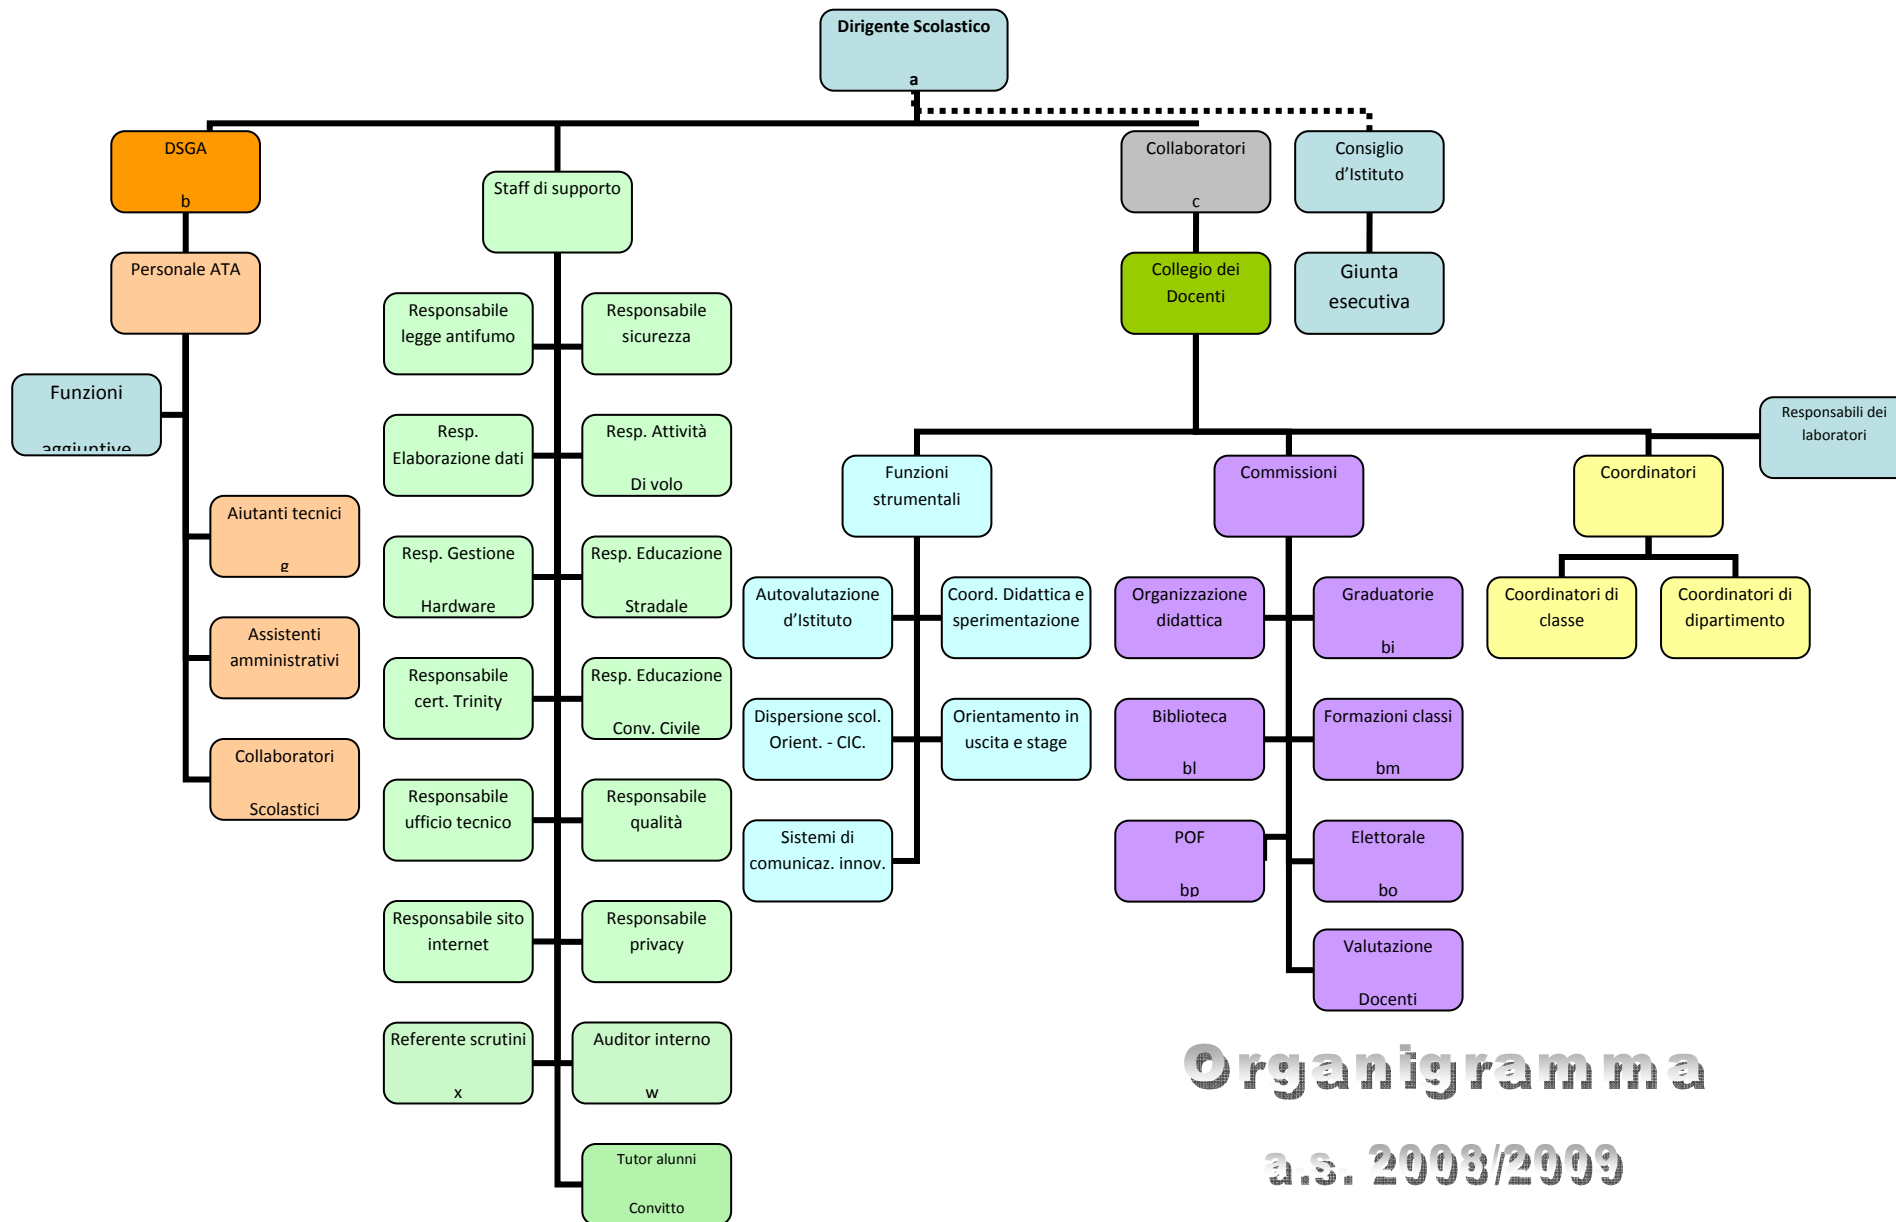 Dirigente Scolastico
a
DSGA
b
Staff di supporto
Collaboratori
c
Consiglio
d’Istituto
Personale ATA
Collegio dei
Docenti
Giunta
esecutiva
Funzioni
aggiuntive
Aiutanti tecnici
g
Assistenti
amministrativi
Collaboratori
Scolastici
Responsabile
legge antifumo
Responsabile
sicurezza
Resp.
Elaborazione dati
Resp. Attività
Di volo
Resp. Gestione
Hardware
Resp. Educazione
Stradale
Responsabile
cert. Trinity
Resp. Educazione
Conv. Civile
Responsabile
ufficio tecnico
Responsabile
qualità
Responsabile sito
internet
Responsabile
privacy
Referente scrutini
x
Auditor interno
w
Tutor alunni
Convitto
Funzioni
strumentali
Commissioni
Coordinatori
Responsabili dei
laboratori
Autovalutazione
d’Istituto
Coord. Didattica e
sperimentazione
Dispersione scol.
Orient. - CIC.
Orientamento in
uscita e stage
Sistemi di
comunicaz. innov.
Organizzazione
didattica
Graduatorie
bi
Biblioteca
bl
Formazioni classi
bm
POF
bp
Elettorale
bo
Valutazione
Docenti
Coordinatori di
classe
Coordinatori di
dipartimento
Organigramma
a.s. 2008/2009